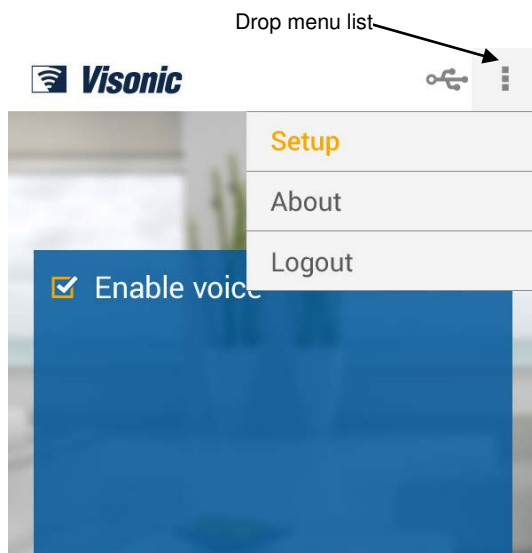 Drop menu list
Visonic
Setup
About
Logout
Enable voice